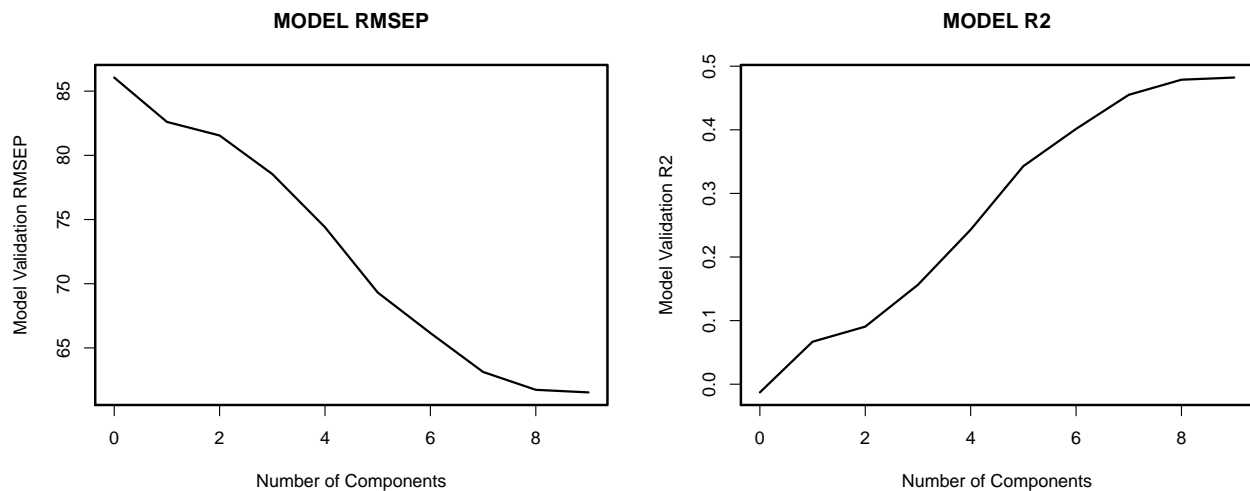 MODEL RMSEP
Model Validation RMSEP
85
80
75
70
65
0 2 4 6 8
Number of Components
MODEL R2
Model Validation R2
0.5
0.4
0.3
0.2
0.1
0.0
0 2 4 6 8
Number of Components